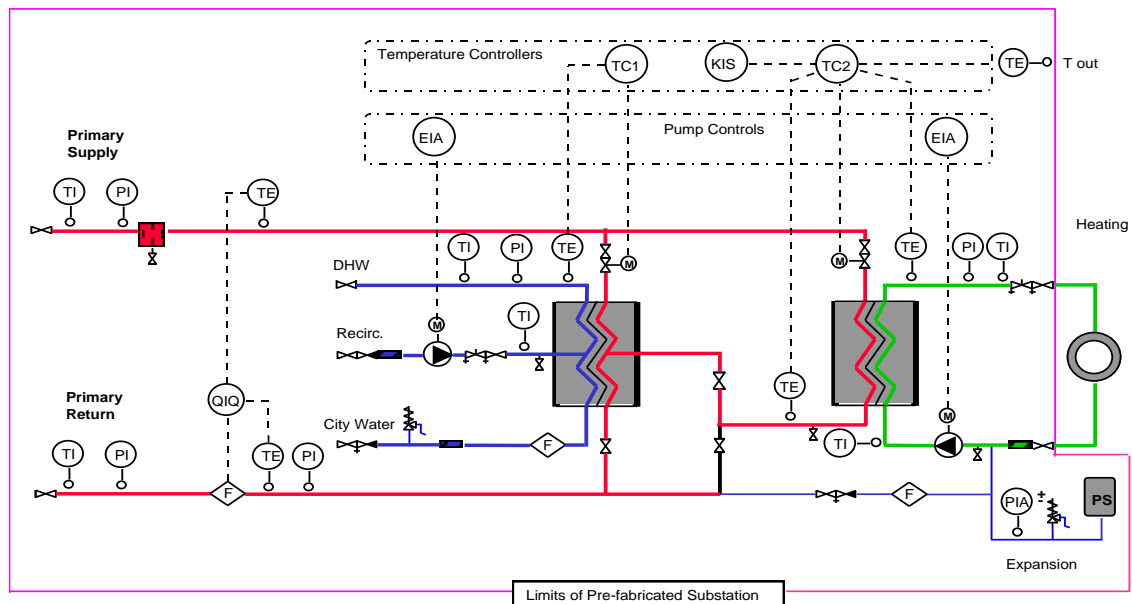 Temperature Controllers
TC1
KIS
TC2
TE
T out
EIA
Pump Controls
EIA
Primary
Supply
TI
PI
TE
Heating
TI
PI
TE
M
M
TE
PI
TI
DHW
TI
Recirc.
M
TE
M
Primary
Return
QIQ
City Water
F
TI
TI
PI
TE
PI
F
F
PIA
+
-
PS
Expansion
Limits of Pre-fabricated Substation